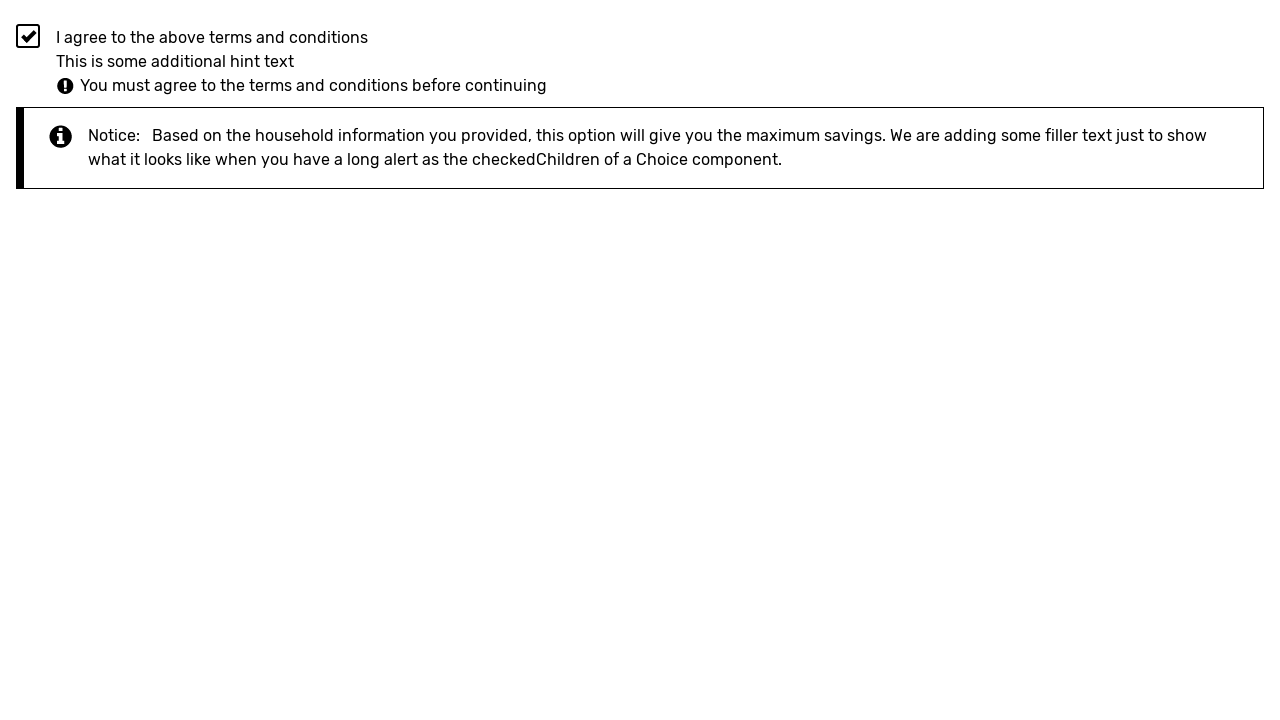 I agree to the above terms and conditions
This is some additional hint text
You must agree to the terms and conditions before continuing
Notice: Based on the household information you provided, this option will give you the maximum savings. We are adding some filler text just to show
what it looks like when you have a long alert as the checkedChildren of a Choice component.